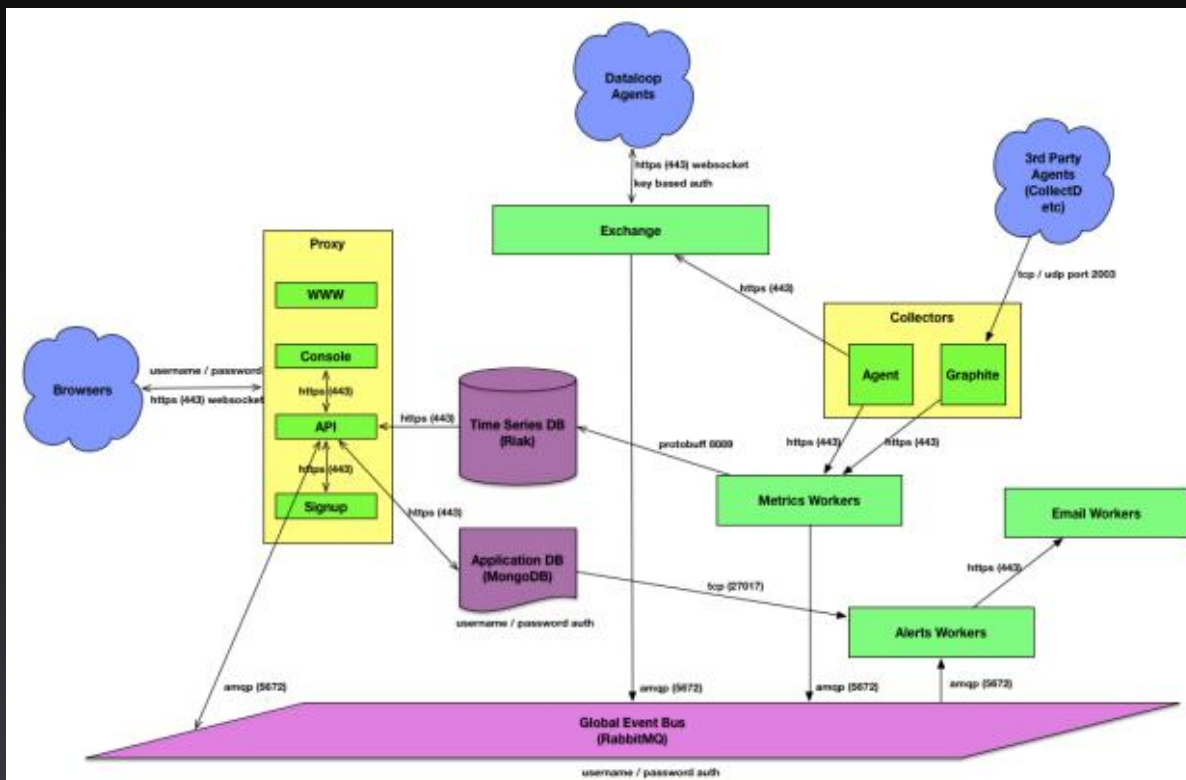 Dataloop
Agents
https (443) websocket
key based auth
3rd Party
Agents
(CollectD
etc)
Exchange
Proxy
WWW
tcp / udp port 2003
https (443)
Collectors
Console
username / password
https (443)
Browsers
https (443) websocket
Agent
Graphite
API
https (443)
Time Series DB
(Riak)
protobuff 8089
https (443)
https (443)
https (443)
Signup
Metrics Workers
Email Workers
https (443)
Application DB
(MongoDB)
https (443)
tcp (27017)
username / password auth
Alerts Workers
amqp (5672)
amqp (5672)
amqp (5672)
amqp (5672)
Global Event Bus
(RabbitMQ)
username / password auth